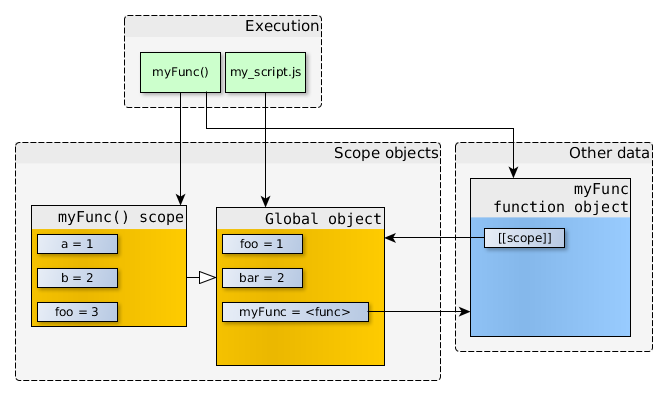 Execution
myFunc()
my_script.js
Scope objects
Other data
myFunc() scope
a = 1
b = 2
foo = 3
Global object
foo = 1
bar = 2
myFunc = <func>
myFunc
function object
[[scope]]